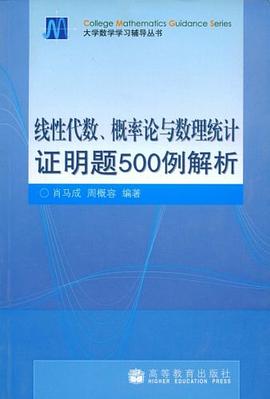 College Mathematics Guidance Series
大学数学学习辅导丛书
线性代数、概率论与数理统计
证明题500例解析
肖马成 周概容 编著
高等教育出版社
HIGHER EDUCATION PRESS